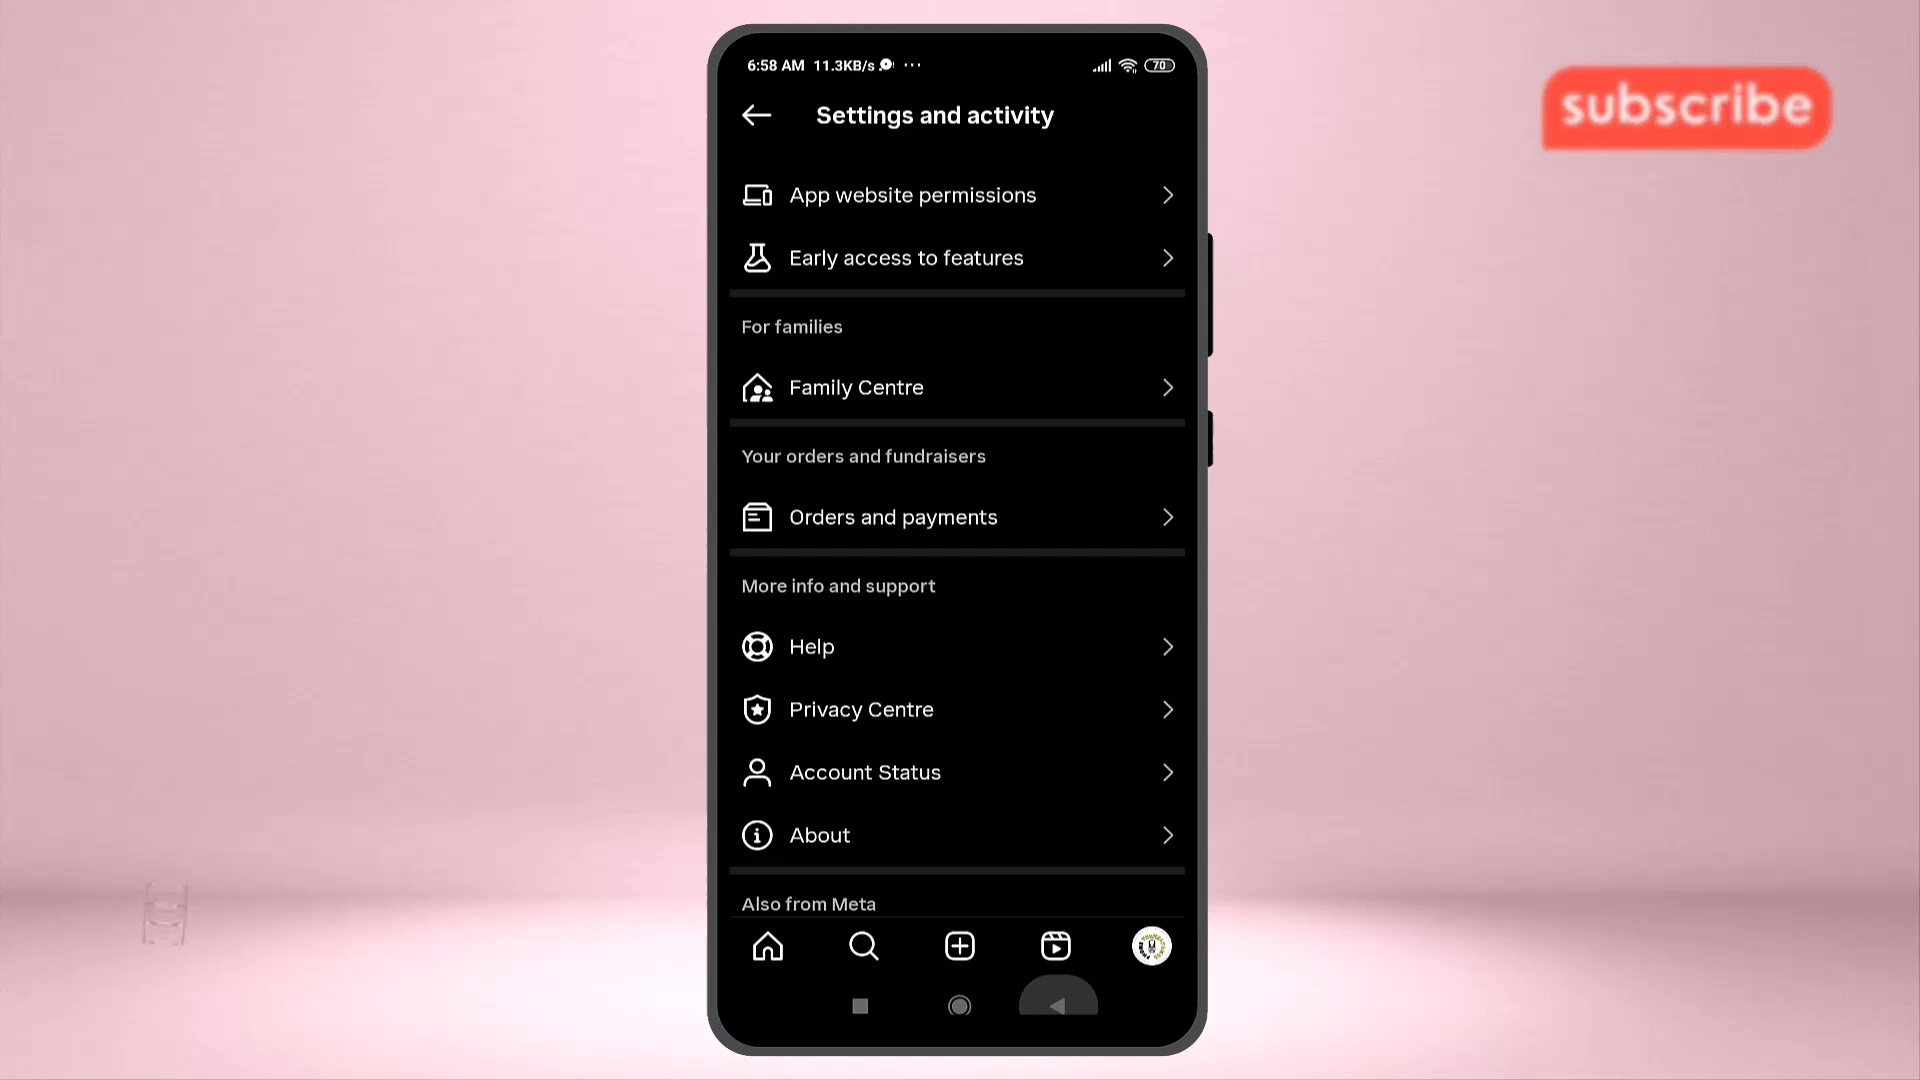 6:58 AM 11.3KB/s ... 70
subscribe
Settings and activity
App website permissions
Early access to features
For families
Family Centre
Your orders and fundraisers
Orders and payments
More info and support
Help
Privacy Centre
Account Status
About
Also from Meta